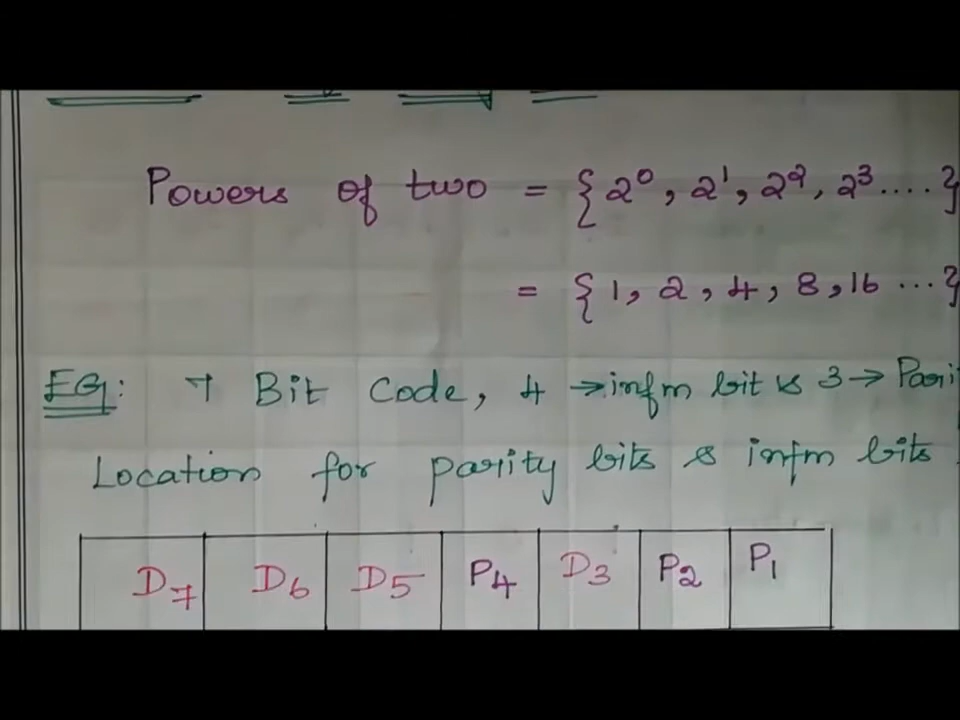 Powers of two = {2⁰, 2¹, 2², 2³....}
= {1, 2, 4, 8, 16 ...}
EG: 7 Bit Code, 4 → infm bit & 3 → Pari
Location for parity bits & infm bits
D7 D6 D5 P4 D3 P2 P1